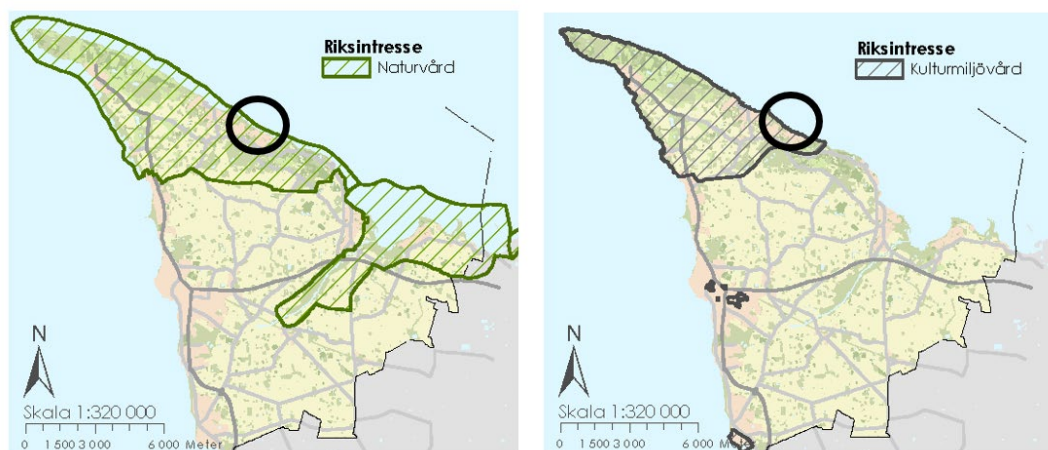 Riksintresse
Naturvård
N
Skala 1:320 000
0 1 500 3 000 6 000 Meter
Riksintresse
Kulturmiljövård
N
Skala 1:320 000
0 1 500 3 000 6 000 Meter